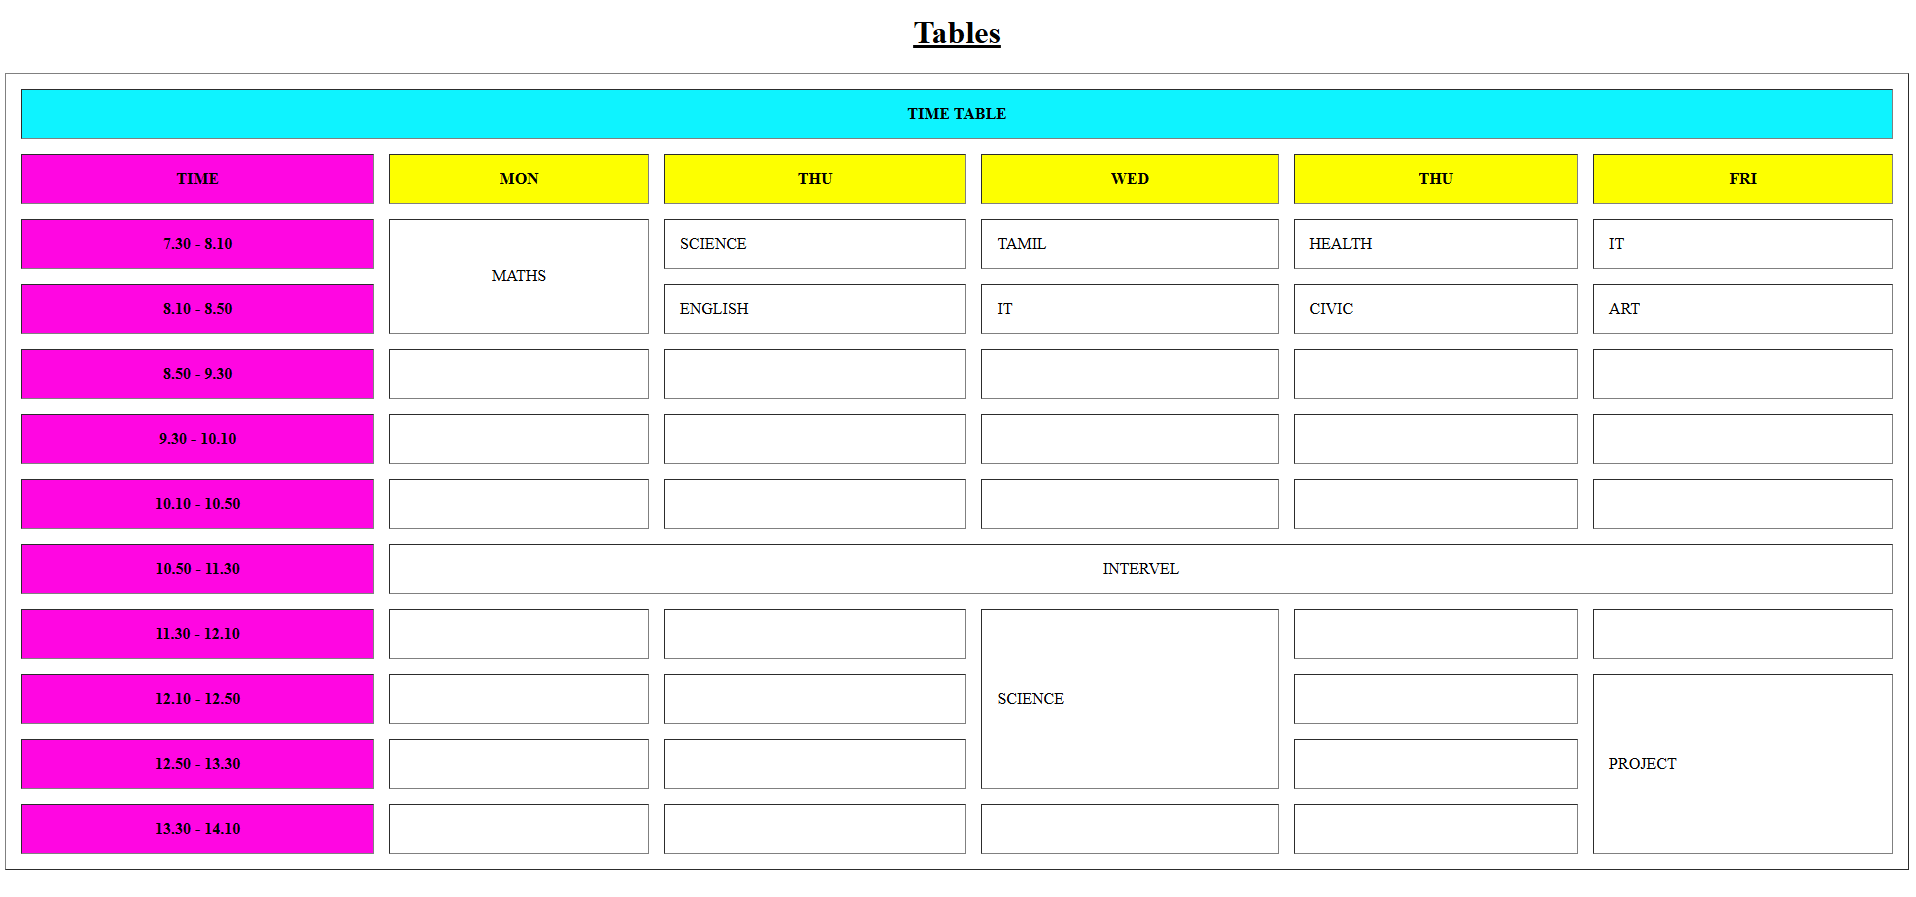 Tables
TIME TABLE
TIME MON THU WED THU FRI
7.30 - 8.10 MATHS SCIENCE TAMIL HEALTH IT
8.10 - 8.50 ENGLISH IT CIVIC ART
8.50 - 9.30
9.30 - 10.10
10.10 - 10.50
10.50 - 11.30 INTERVEL
11.30 - 12.10
12.10 - 12.50 SCIENCE
12.50 - 13.30 PROJECT
13.30 - 14.10